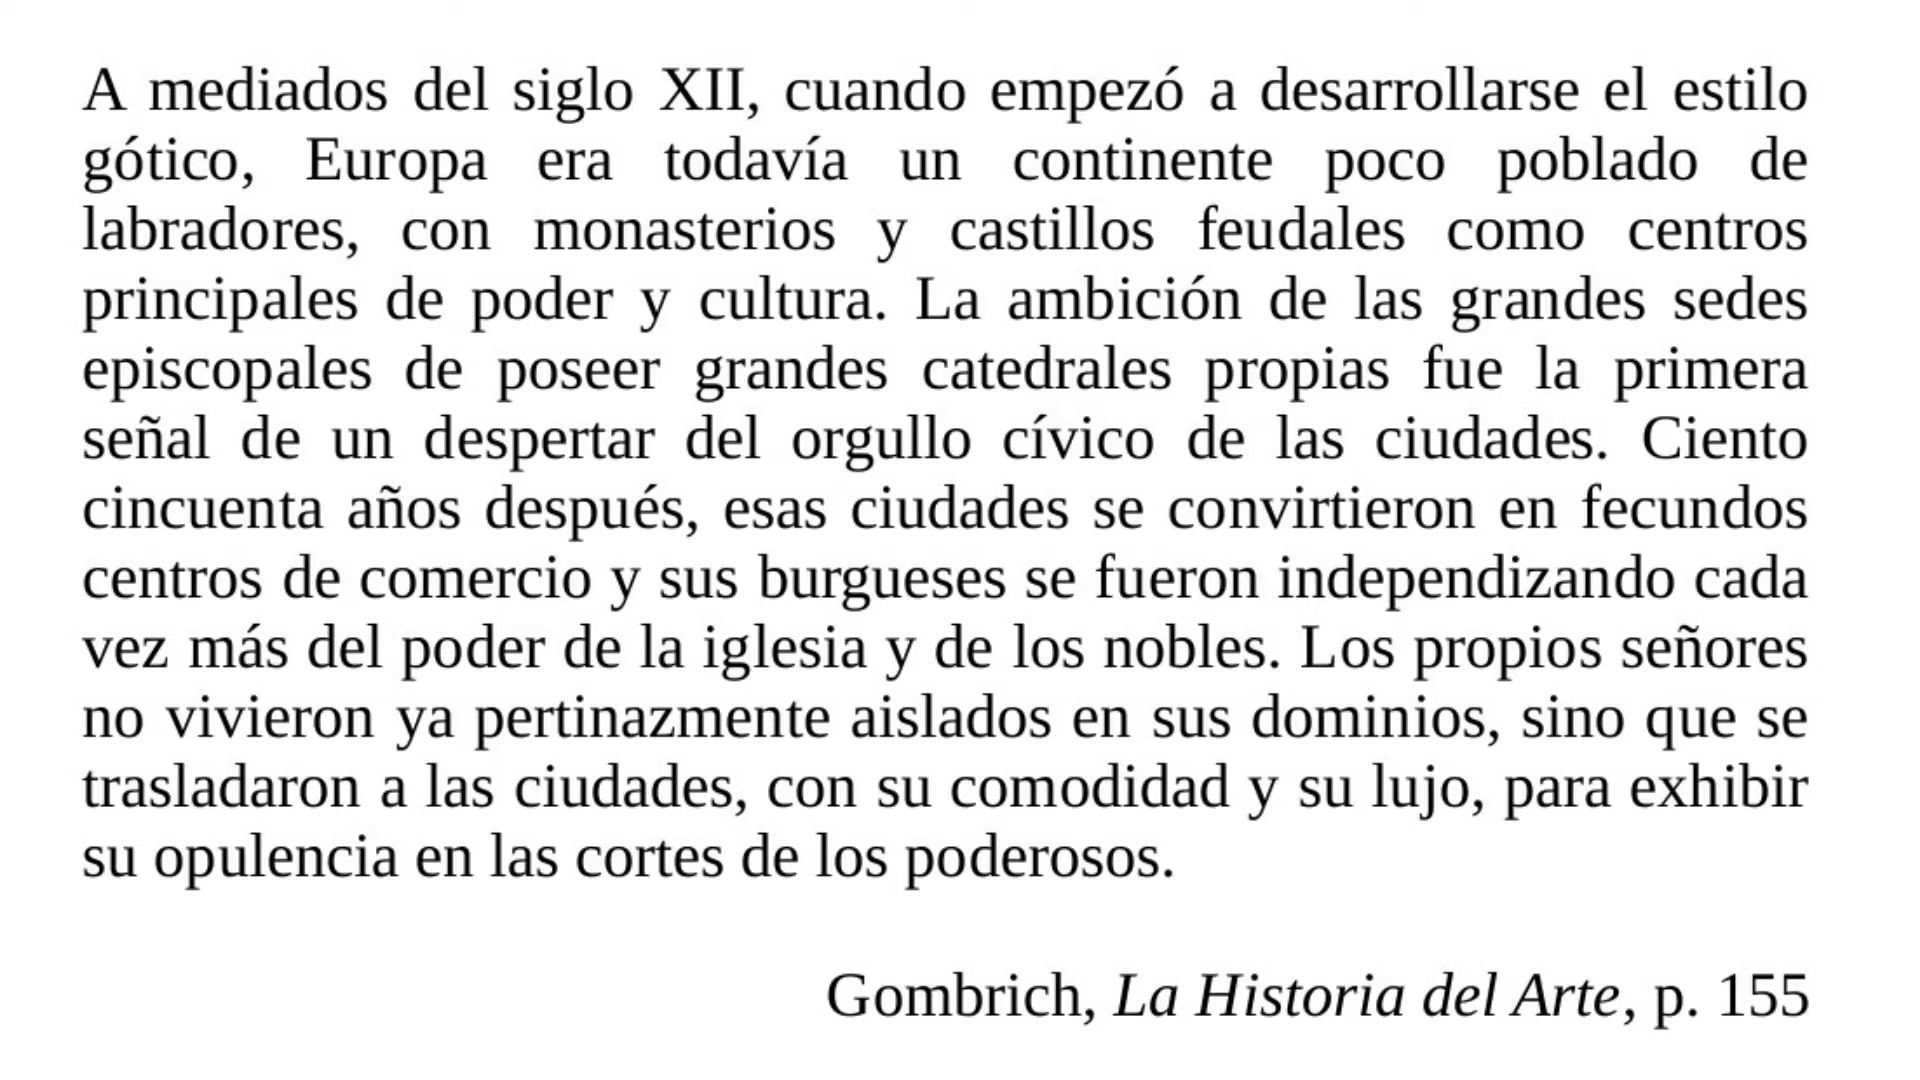 A mediados del siglo XII, cuando empezó a desarrollarse el estilo
gótico, Europa era todavía un continente poco poblado de
labradores, con monasterios y castillos feudales como centros
principales de poder y cultura. La ambición de las grandes sedes
episcopales de poseer grandes catedrales propias fue la primera
señal de un despertar del orgullo cívico de las ciudades. Ciento
cincuenta años después, esas ciudades se convirtieron en fecundos
centros de comercio y sus burgueses se fueron independizando cada
vez más del poder de la iglesia y de los nobles. Los propios señores
no vivieron ya pertinazmente aislados en sus dominios, sino que se
trasladaron a las ciudades, con su comodidad y su lujo, para exhibir
su opulencia en las cortes de los poderosos.
Gombrich, La Historia del Arte, p. 155